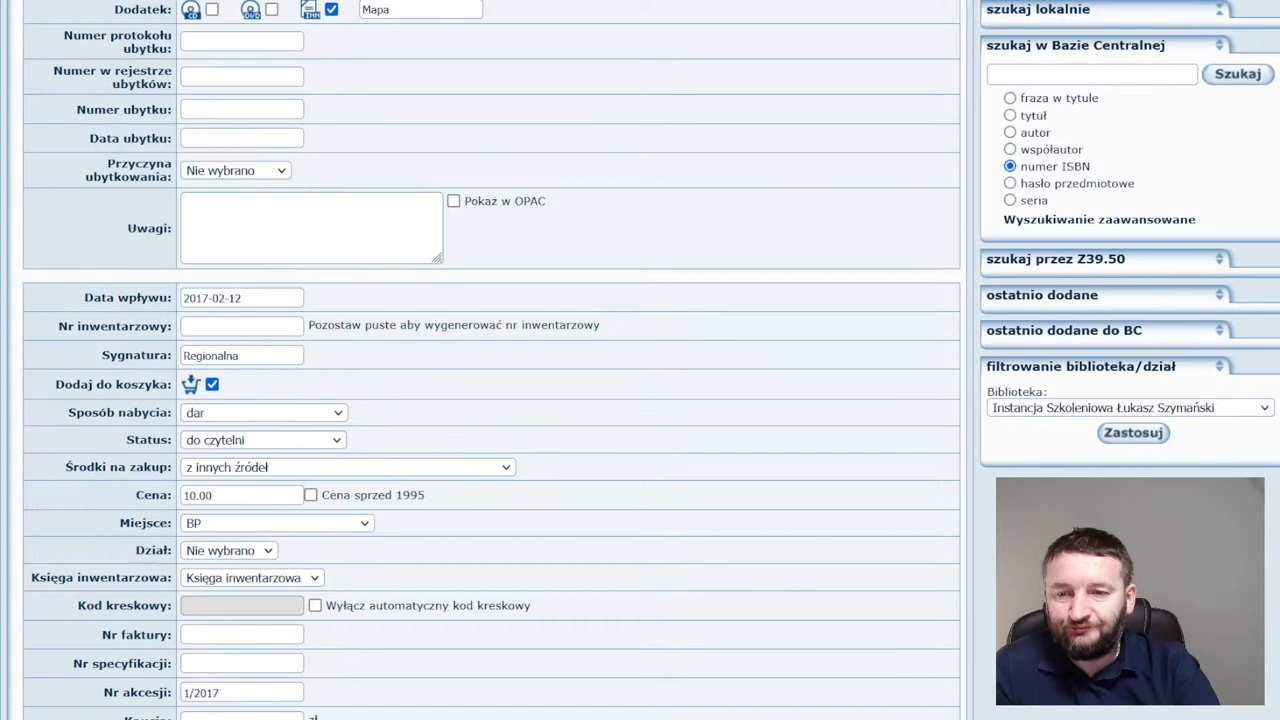 Dodatek: CD DVD INH Mapa
Numer protokołu
ubytku:
Numer w rejestrze
ubytków:
Numer ubytku:
Data ubytku:
Przyczyna
ubytkowania: Nie wybrano
Uwagi: Pokaż w OPAC
Data wpływu: 2017-02-12
Nr inwentarzowy: Pozostaw puste aby wygenerować nr inwentarzowy
Sygnatura: Regionalna
Dodaj do koszyka:
Sposób nabycia: dar
Status: do czytelni
Środki na zakup: z innych źródeł
Cena: 10.00 Cena sprzed 1995
Miejsce: BP
Dział: Nie wybrano
Księga inwentarzowa: Księga inwentarzowa
Kod kreskowy: Wyłącz automatyczny kod kreskowy
Nr faktury:
Nr specyfikacji:
Nr akcesji: 1/2017
szukaj lokalnie
szukaj w Bazie Centralnej
Szukaj
fraza w tytule
tytuł
autor
współautor
numer ISBN
hasło przedmiotowe
seria
Wyszukiwanie zaawansowane
szukaj przez Z39.50
ostatnio dodane
ostatnio dodane do BC
filtrowanie biblioteka/dział
Biblioteka:
Instancja Szkoleniowa Łukasz Szymański
Zastosuj